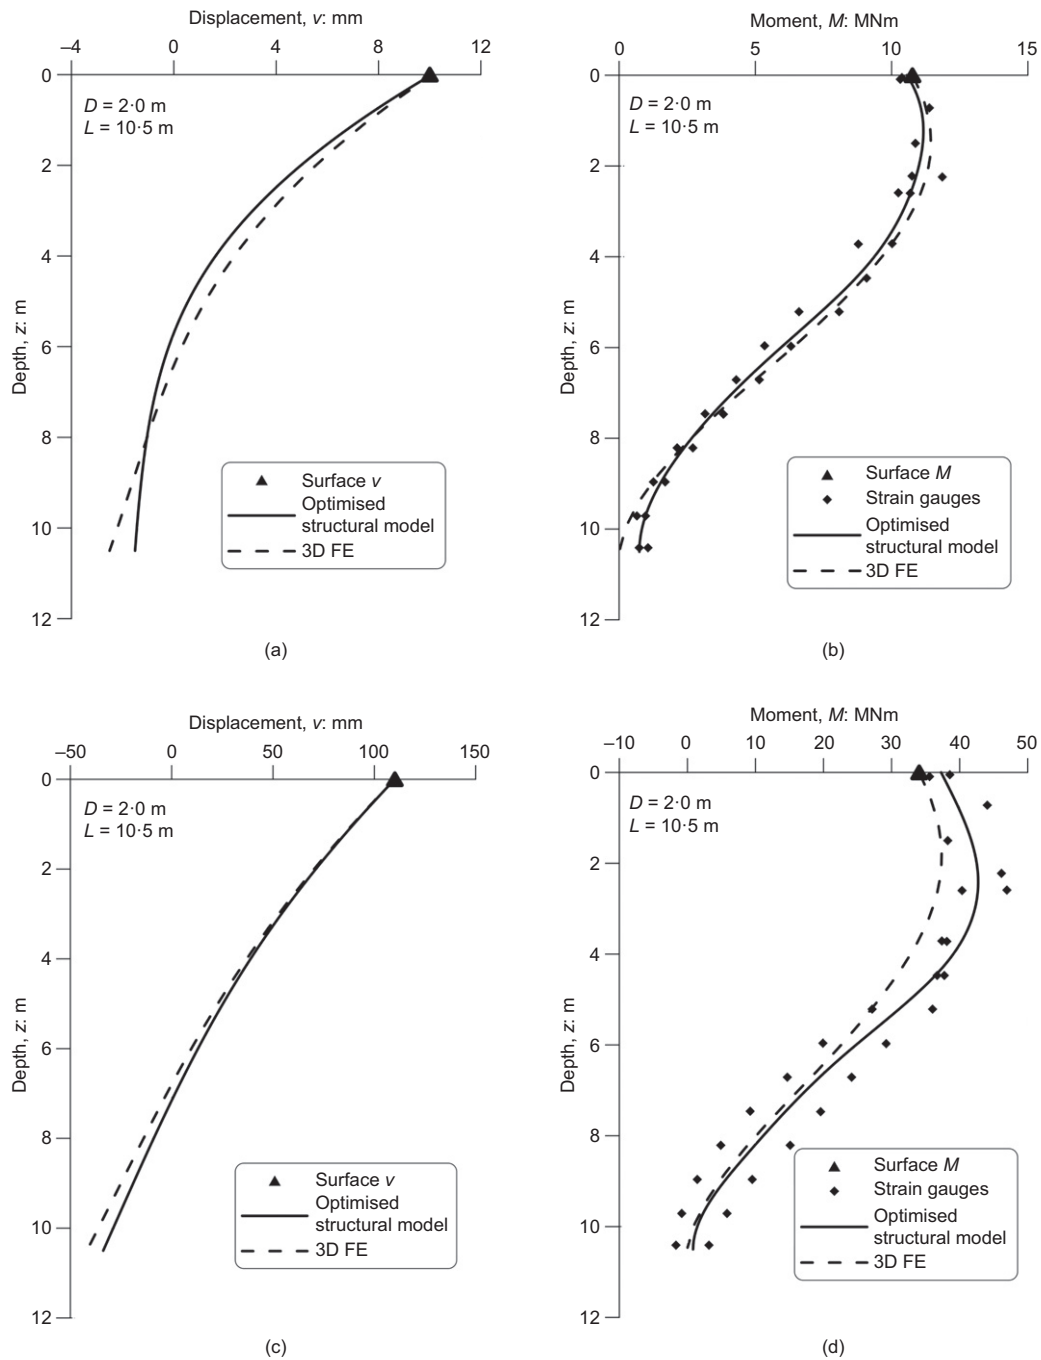 Displacement, v: mm
–4 0 4 8 12
0
2
4
6
8
10
12
Depth, z: m
D = 2·0 m
L = 10·5 m
Surface v
Optimised
structural model
3D FE
(a)
Moment, M: MNm
0 5 10 15
0
2
4
6
8
10
12
Depth, z: m
D = 2·0 m
L = 10·5 m
Surface M
Strain gauges
Optimised
structural model
3D FE
(b)
Displacement, v: mm
–50 0 50 100 150
0
2
4
6
8
10
12
Depth, z: m
D = 2·0 m
L = 10·5 m
Surface v
Optimised
structural model
3D FE
(c)
Moment, M: MNm
–10 0 10 20 30 40 50
0
2
4
6
8
10
12
Depth, z: m
D = 2·0 m
L = 10·5 m
Surface M
Strain gauges
Optimised
structural model
3D FE
(d)